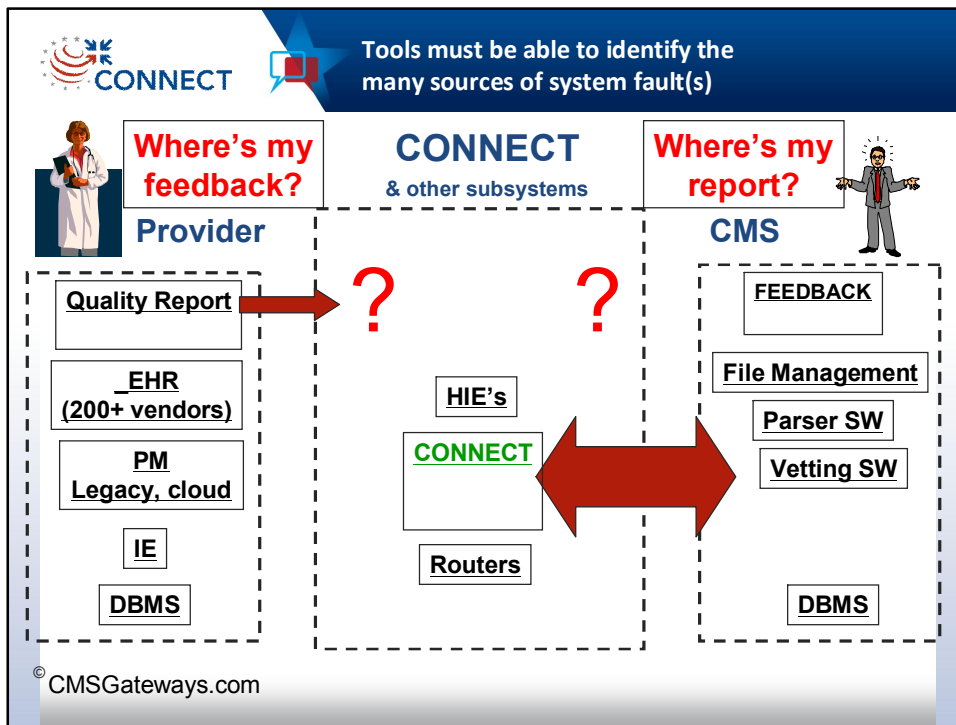 CONNECT
Tools must be able to identify the
many sources of system fault(s)
Where’s my
feedback?
Provider
CONNECT
& other subsystems
Where’s my
report?
CMS
Quality Report
_EHR
(200+ vendors)
PM
Legacy, cloud
IE
DBMS
?
?
HIE’s
CONNECT
Routers
FEEDBACK
File Management
Parser SW
Vetting SW
DBMS
© CMSGateways.com